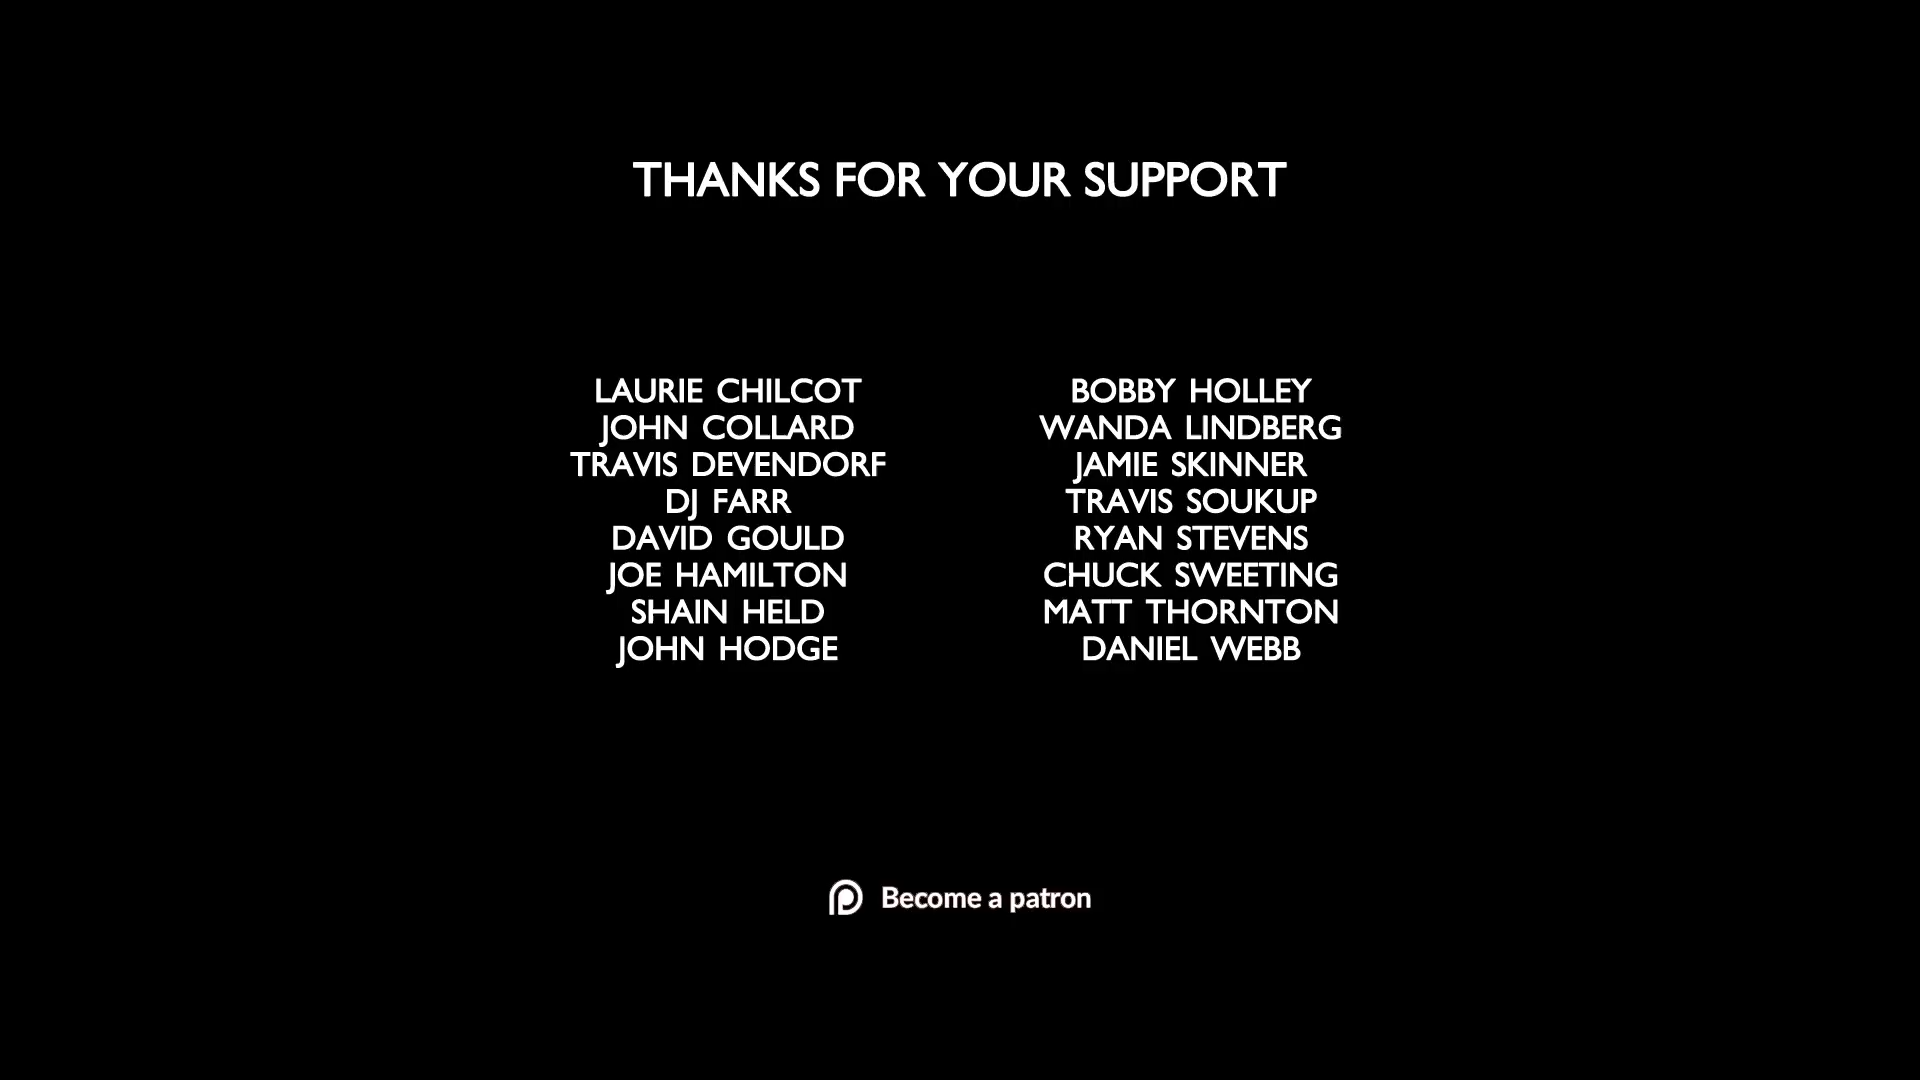 THANKS FOR YOUR SUPPORT
LAURIE CHILCOT
JOHN COLLARD
TRAVIS DEVENDORF
DJ FARR
DAVID GOULD
JOE HAMILTON
SHAIN HELD
JOHN HODGE
BOBBY HOLLEY
WANDA LINDBERG
JAMIE SKINNER
TRAVIS SOUKUP
RYAN STEVENS
CHUCK SWEETING
MATT THORNTON
DANIEL WEBB
Become a patron